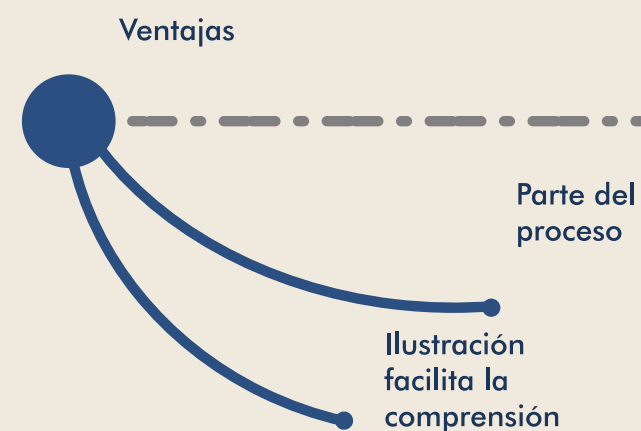 Ventajas
Parte del
proceso
Ilustración
facilita la
comprensión